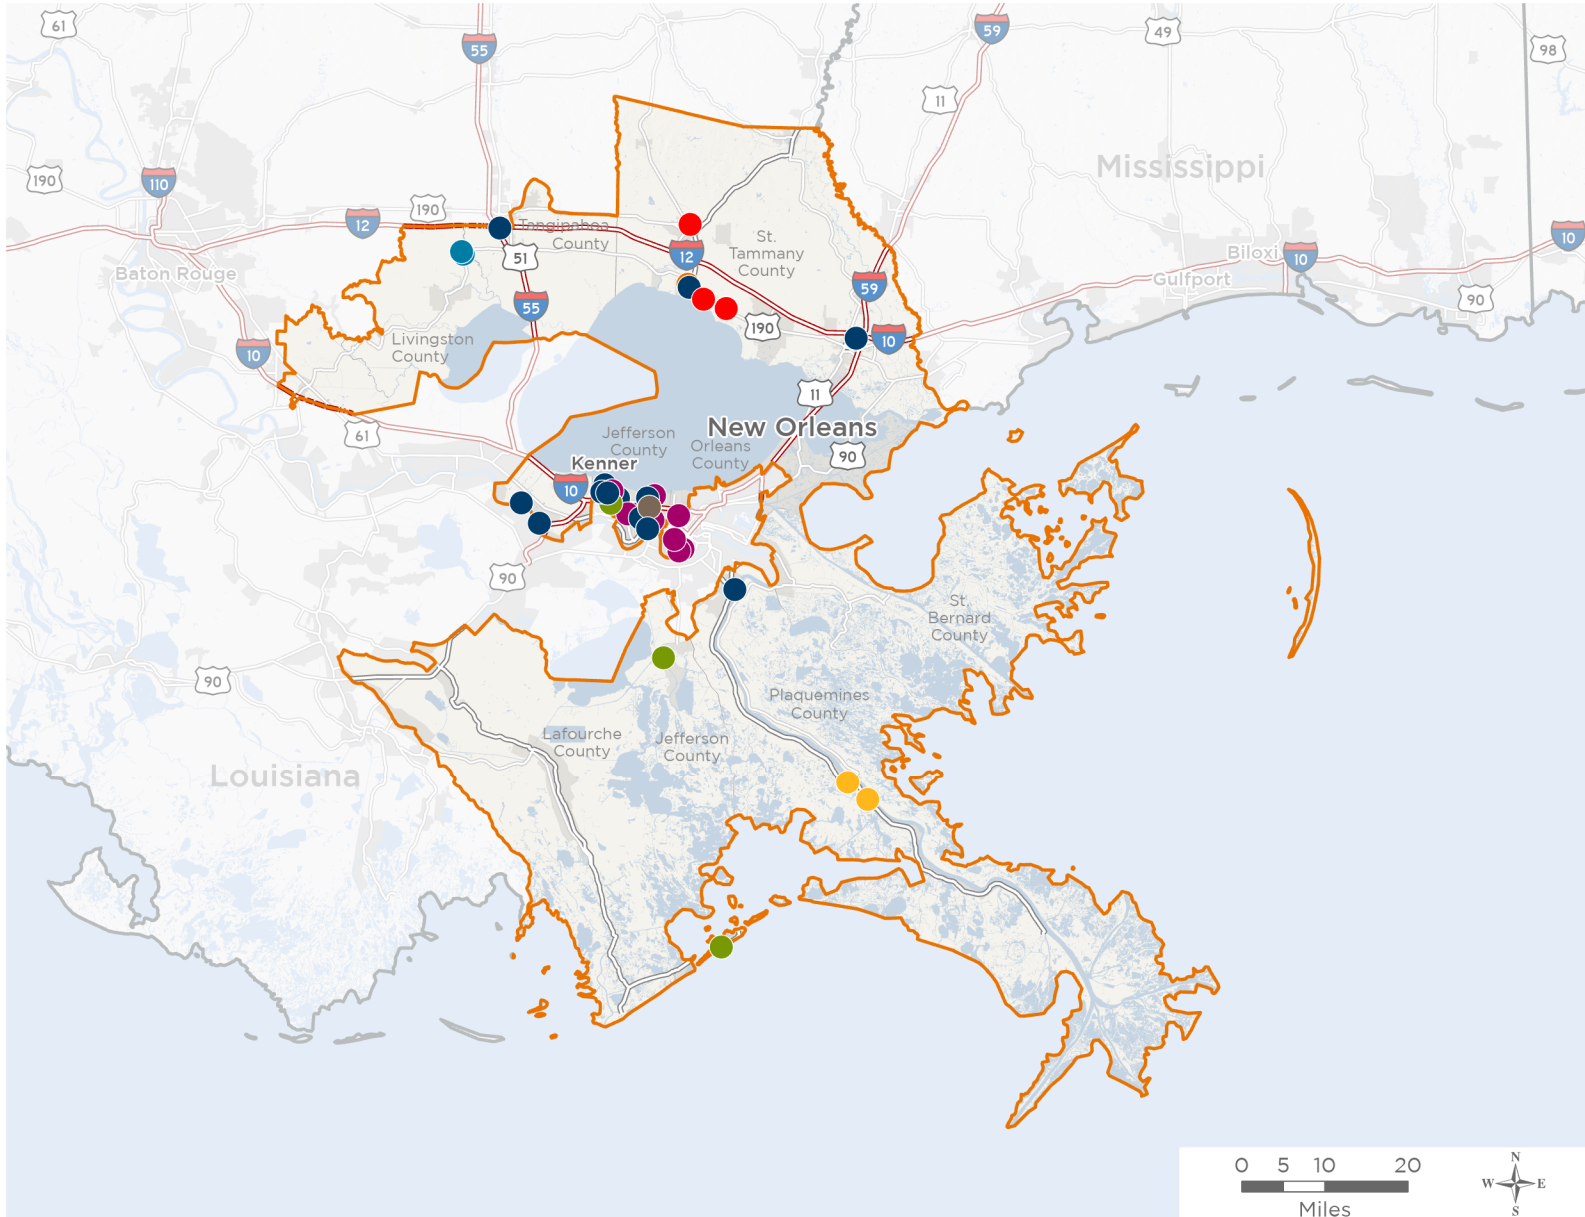 61
55
59
49
98
11
190
110
Mississippi
190
12
190
Tangipahoa
County
51
12
St.
Tammany
County
10
Biloxi
10
Baton Rouge
Gulfport
55
59
90
190
Livingston
County
10
10
11
61
New Orleans
Jefferson
County
Orleans
County
90
Kenner
10
90
St.
Bernard
County
90
Plaquemines
County
Lafourche
County
Jefferson
County
Louisiana
0 5 10 20
Miles
N
W E
S